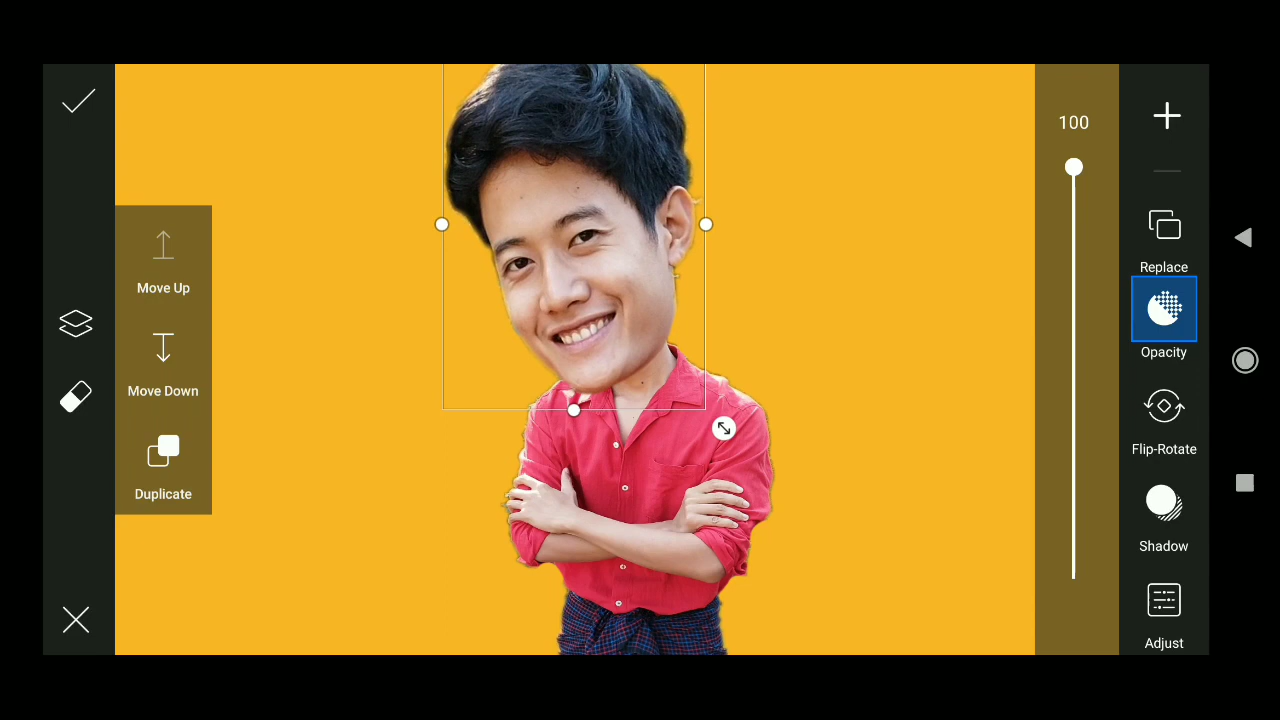 Move Up
Move Down
Duplicate
100
Replace
Opacity
Flip-Rotate
Shadow
Adjust